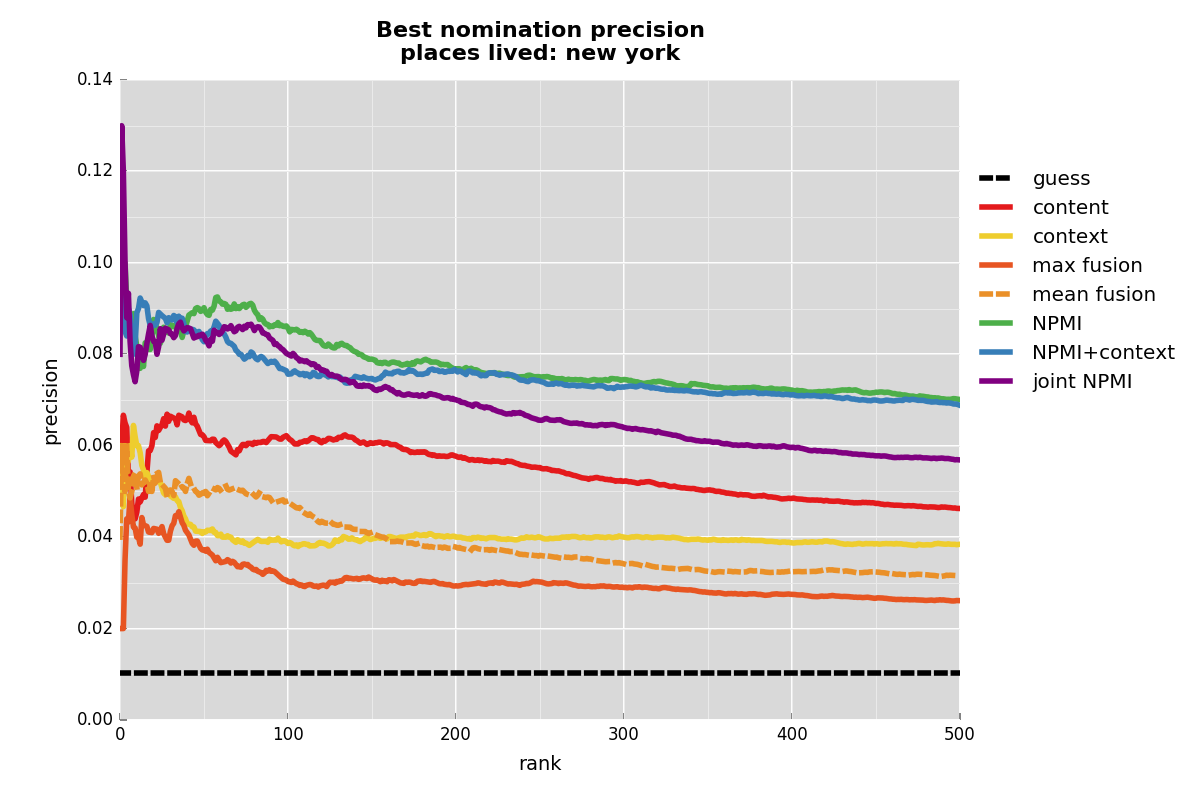 Best nomination precision
places lived: new york
precision
0.14
0.12
0.10
0.08
0.06
0.04
0.02
0.00
0
100
200
300
400
500
rank
guess
content
context
max fusion
mean fusion
NPMI
NPMI+context
joint NPMI